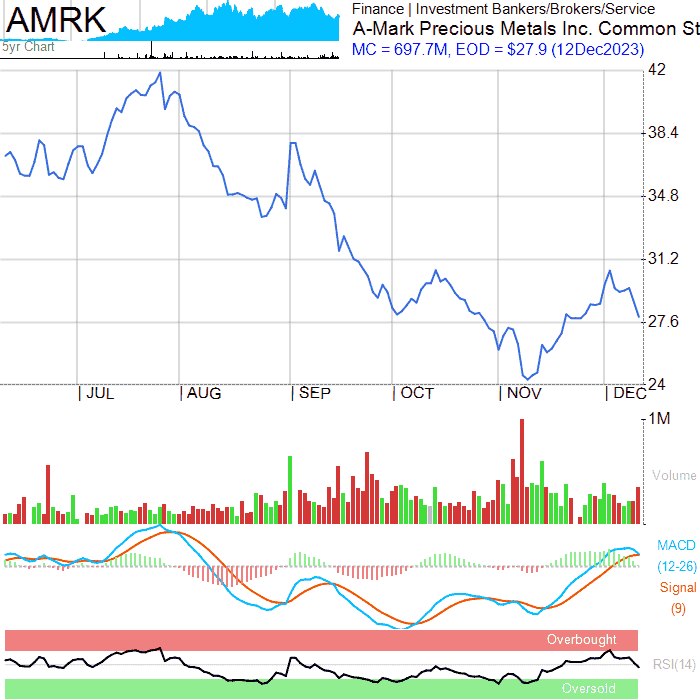 AMRK
5yr Chart
Finance | Investment Bankers/Brokers/Service
A-Mark Precious Metals Inc. Common St
MC = 697.7M, EOD = $27.9 (12Dec2023)
42
38.4
34.8
31.2
27.6
24
JUL
AUG
SEP
OCT
NOV
DEC
1M
Volume
MACD
(12-26)
Signal
(9)
Overbought
RSI(14)
Oversold